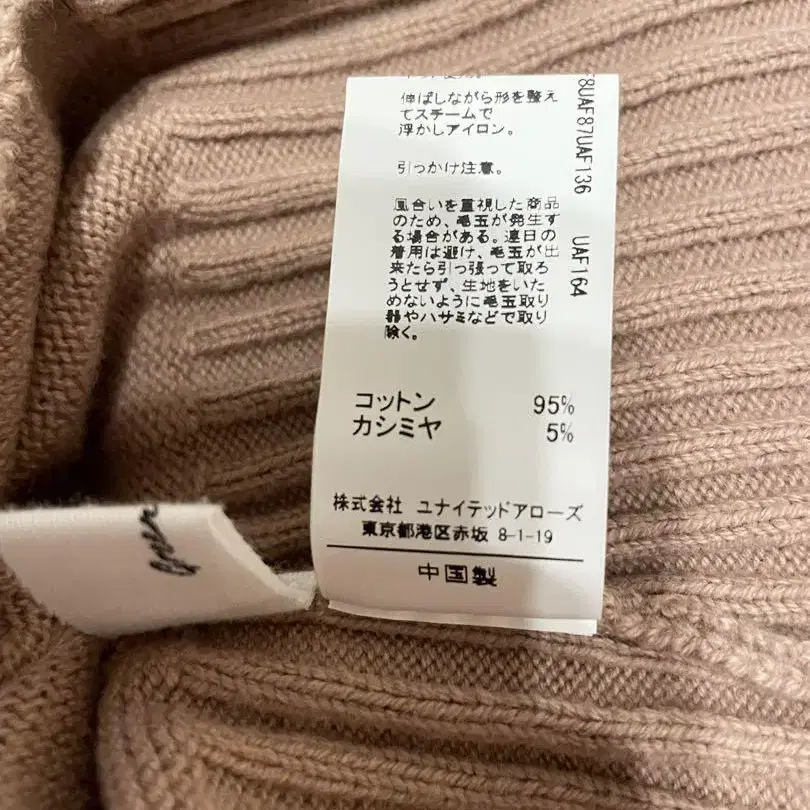 伸ばしながら形を整え
てスチームで
浮かしアイロン。
引っかけ注意。
風合いを重視した商品
のため、毛玉が発生す
る場合がある。連日の
着用は避け、毛玉が出
来たら引っ張って取ろ
うとせず、生地をいた
めないように毛玉取り
器やハサミなどで取り
除く。
コットン 95%
カシミヤ 5%
株式会社 ユナイテッドアローズ
東京都港区赤坂 8-1-19
中国製
8UAF87UAF136 UAF164